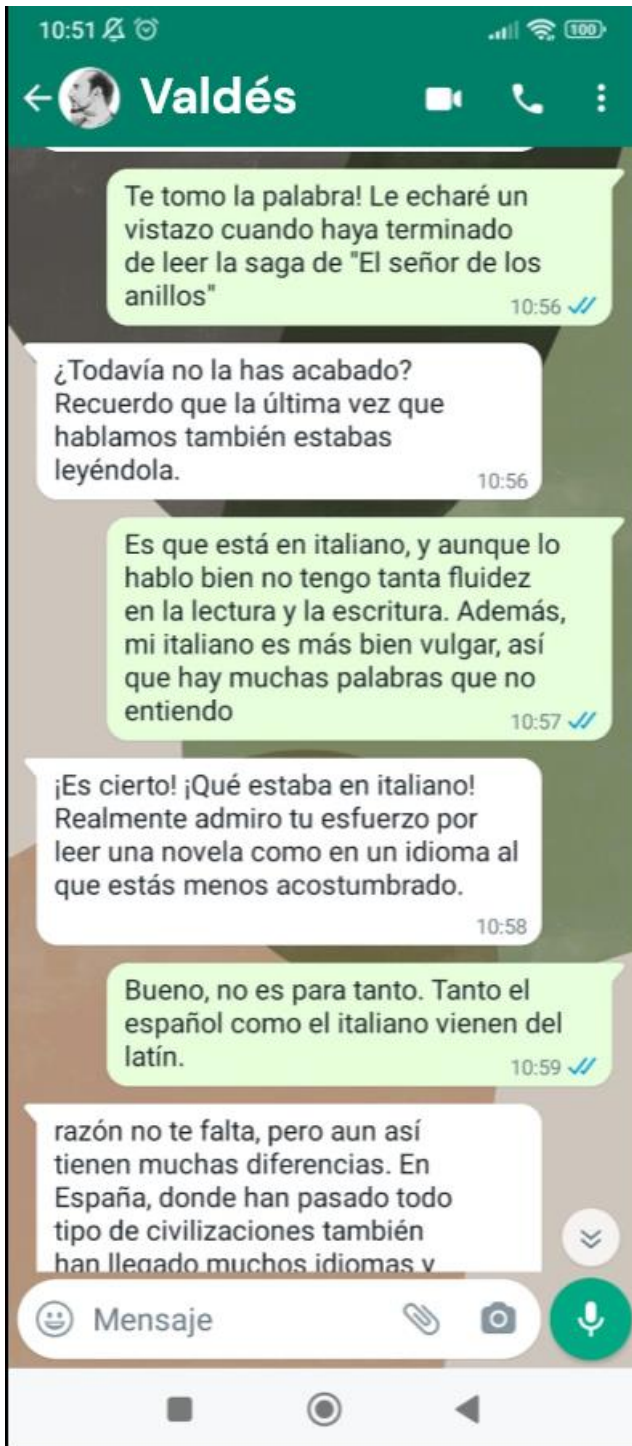 10:51
100
Valdés
Te tomo la palabra! Le echaré un
vistazo cuando haya terminado
de leer la saga de "El señor de los
anillos"
10:56
¿Todavía no la has acabado?
Recuerdo que la última vez que
hablamos también estabas
leyéndola.
10:56
Es que está en italiano, y aunque lo
hablo bien no tengo tanta fluidez
en la lectura y la escritura. Además,
mi italiano es más bien vulgar, así
que hay muchas palabras que no
entiendo
10:57
¡Es cierto! ¡Qué estaba en italiano!
Realmente admiro tu esfuerzo por
leer una novela como en un idioma al
que estás menos acostumbrado.
10:58
Bueno, no es para tanto. Tanto el
español como el italiano vienen del
latín.
10:59
razón no te falta, pero aun así
tienen muchas diferencias. En
España, donde han pasado todo
tipo de civilizaciones también
han llegado muchos idiomas y
Mensaje